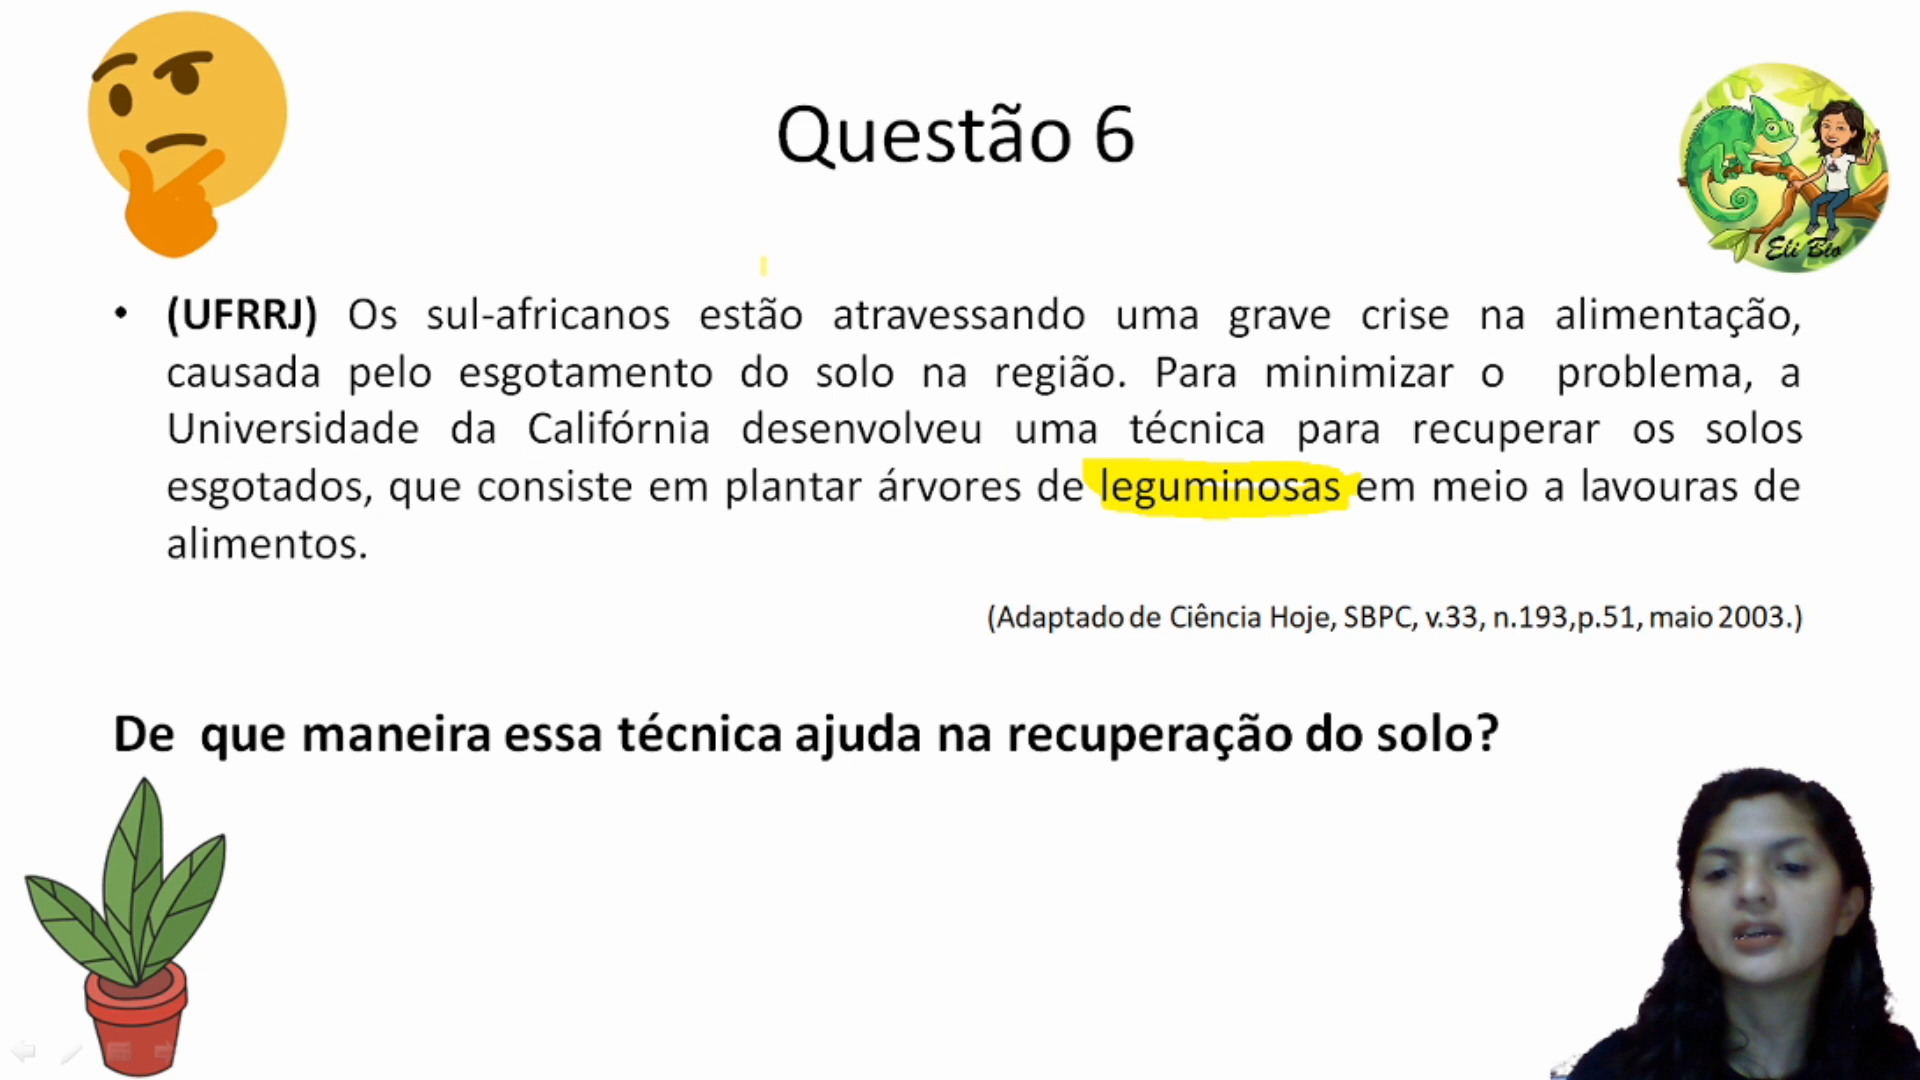 Questão 6
Eli Bio
• (UFRRJ) Os sul-africanos estão atravessando uma grave crise na alimentação,
causada pelo esgotamento do solo na região. Para minimizar o problema, a
Universidade da Califórnia desenvolveu uma técnica para recuperar os solos
esgotados, que consiste em plantar árvores de leguminosas em meio a lavouras de
alimentos.
(Adaptado de Ciência Hoje, SBPC, v.33, n.193,p.51, maio 2003.)
De que maneira essa técnica ajuda na recuperação do solo?